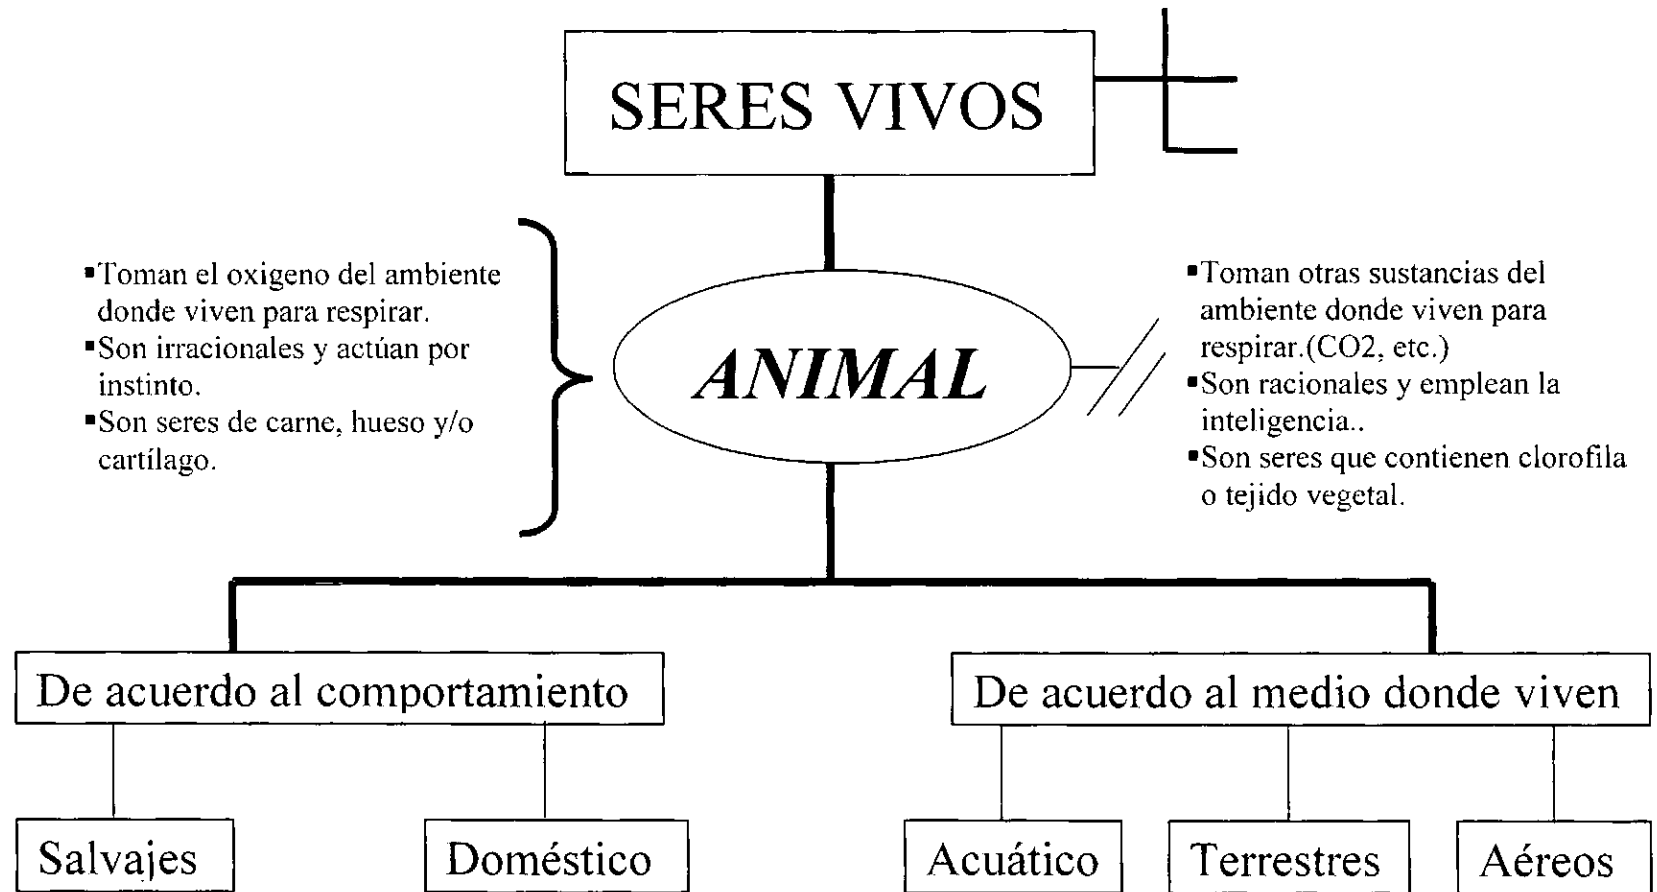 SERES VIVOS
▪Toman el oxigeno del ambiente
donde viven para respirar.
▪Son irracionales y actúan por
instinto.
▪Son seres de carne, hueso y/o
cartílago.
ANIMAL
▪Toman otras sustancias del
ambiente donde viven para
respirar.(CO2, etc.)
▪Son racionales y emplean la
inteligencia..
▪Son seres que contienen clorofila
o tejido vegetal.
De acuerdo al comportamiento
De acuerdo al medio donde viven
Salvajes
Doméstico
Acuático
Terrestres
Aéreos